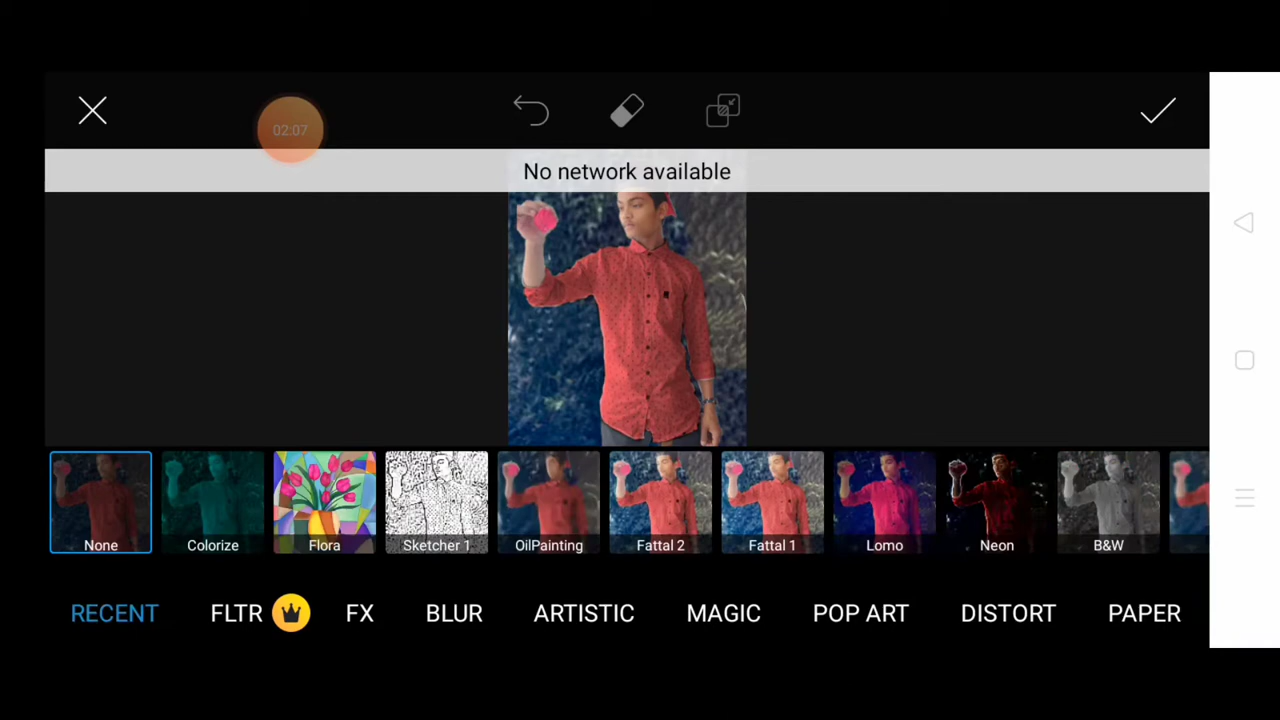 02:07
No network available
None
Colorize
Flora
Sketcher 1
OilPainting
Fattal 2
Fattal 1
Lomo
Neon
B&W
RECENT
FLTR
FX
BLUR
ARTISTIC
MAGIC
POP ART
DISTORT
PAPER